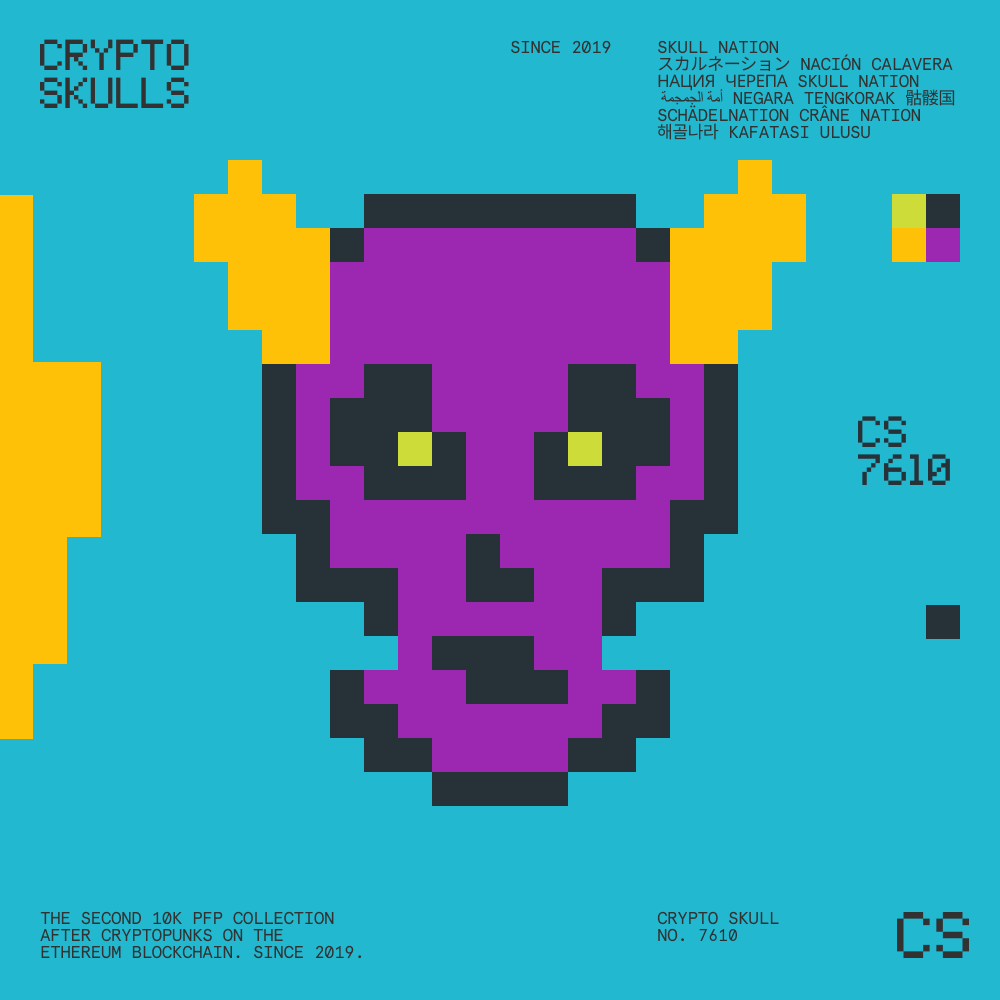 CRYPTO
SKULLS
SINCE 2019
SKULL NATION
スカルネーション NACIÓN CALAVERA
НАЦИЯ ЧЕРЕПА SKULL NATION
أمة الجمجمة NEGARA TENGKORAK 骷髅国
SCHÄDELNATION CRÂNE NATION
해골나라 KAFATASI ULUSU
CS
7610
THE SECOND 10K PFP COLLECTION
AFTER CRYPTOPUNKS ON THE
ETHEREUM BLOCKCHAIN. SINCE 2019.
CRYPTO SKULL
NO. 7610
CS